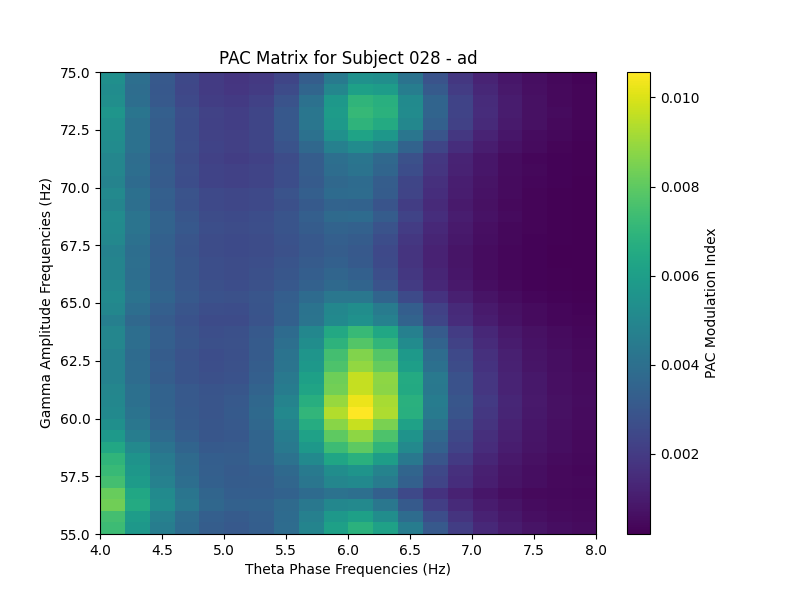 PAC Matrix for Subject 028 - ad
75.0
72.5
70.0
67.5
65.0
62.5
60.0
57.5
55.0
Gamma Amplitude Frequencies (Hz)
4.0 4.5 5.0 5.5 6.0 6.5 7.0 7.5 8.0
Theta Phase Frequencies (Hz)
0.010
0.008
0.006
0.004
0.002
PAC Modulation Index